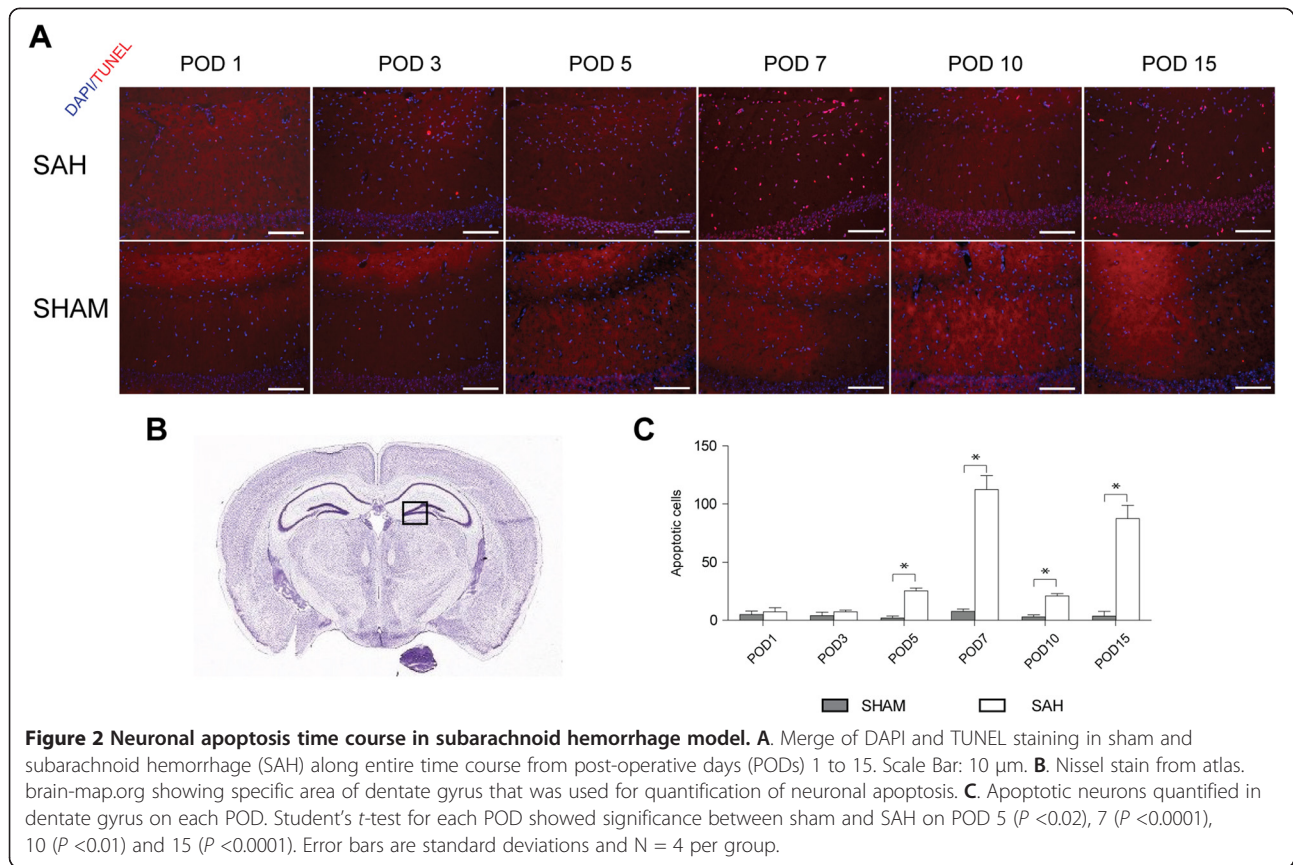 A
DAPI/TUNEL
POD 1 POD 3 POD 5 POD 7 POD 10 POD 15
SAH
SHAM
B
C
150
100
50
0
Apoptotic cells
* * * *
POD1 POD3 POD5 POD7 POD10 POD15
SHAM SAH
Figure 2 Neuronal apoptosis time course in subarachnoid hemorrhage model. A. Merge of DAPI and TUNEL staining in sham and
subarachnoid hemorrhage (SAH) along entire time course from post-operative days (PODs) 1 to 15. Scale Bar: 10 μm. B. Nissel stain from atlas.
brain-map.org showing specific area of dentate gyrus that was used for quantification of neuronal apoptosis. C. Apoptotic neurons quantified in
dentate gyrus on each POD. Student's t-test for each POD showed significance between sham and SAH on POD 5 (P <0.02), 7 (P <0.0001),
10 (P <0.01) and 15 (P <0.0001). Error bars are standard deviations and N = 4 per group.